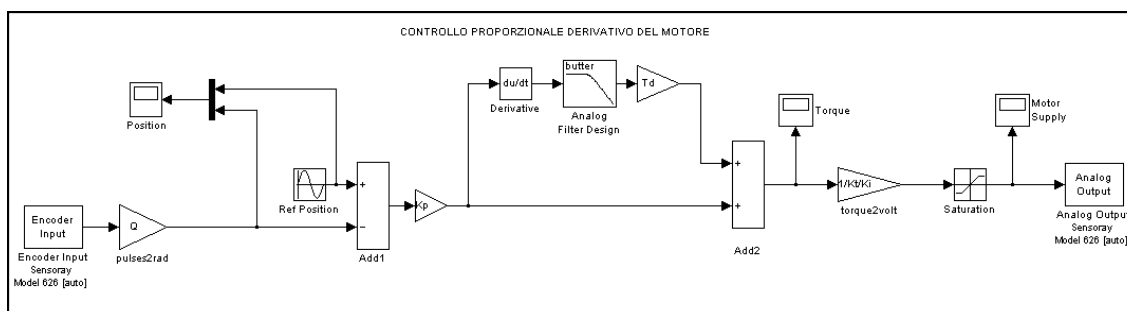 CONTROLLO PROPORZIONALE DERIVATIVO DEL MOTORE
butter
du/dt
Td
Derivative
Analog
Filter Design
Position
Torque
Motor
Supply
Ref Position
+
−
Add1
Kp
+
+
Add2
1/Kt/Ki
torque2volt
Saturation
Analog
Output
Analog Output
Sensoray
Model 626 [auto]
Encoder
Input
Encoder Input
Sensoray
Model 626 [auto]
Q
pulses2rad